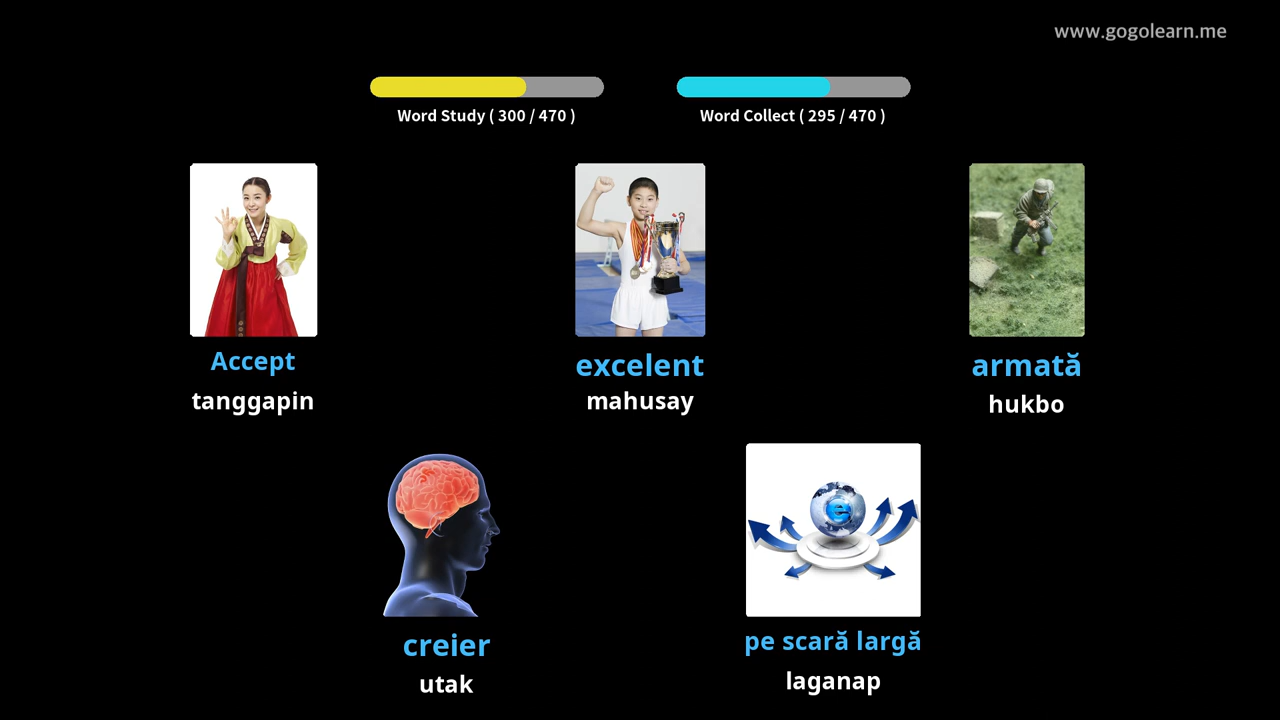 www.gogolearn.me
Word Study ( 300 / 470 )
Word Collect ( 295 / 470 )
Accept
tanggapin
excelent
mahusay
armată
hukbo
creier
utak
pe scară largă
laganap